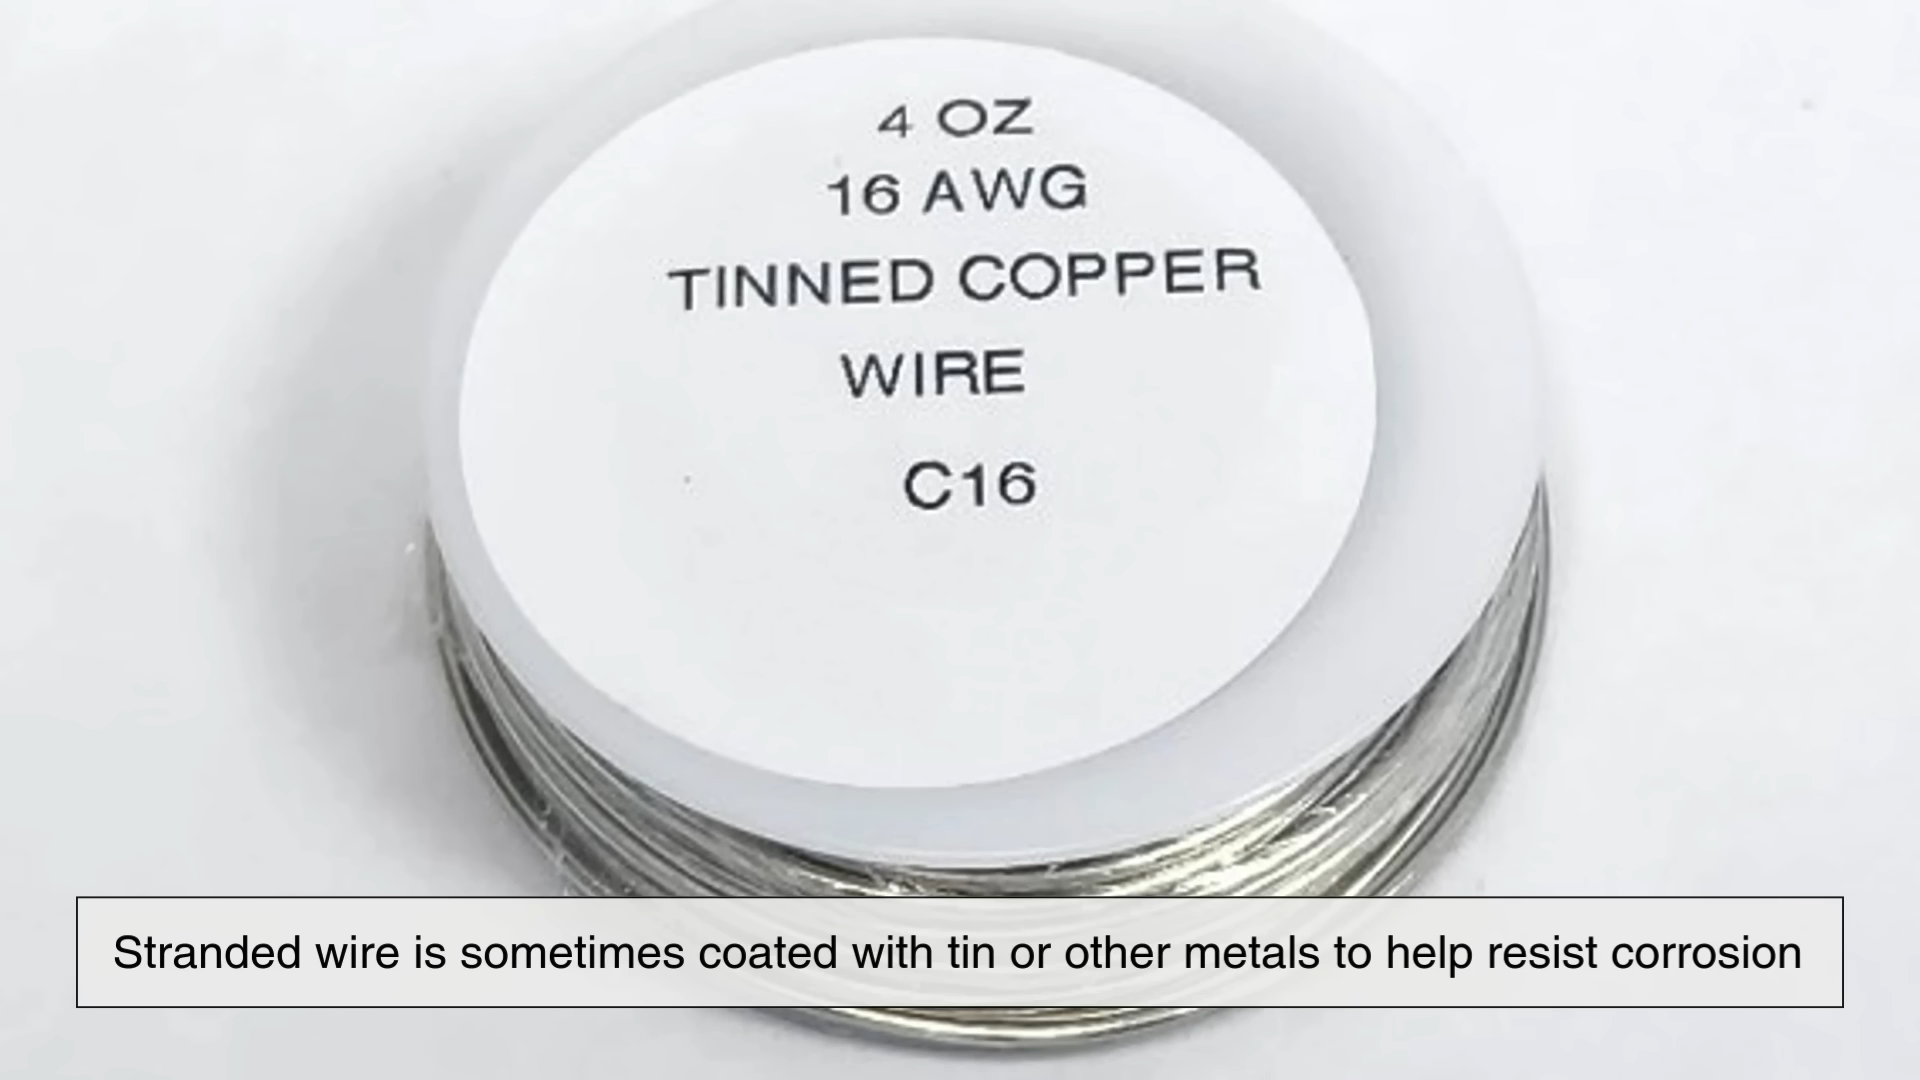 4 OZ
16 AWG
TINNED COPPER
WIRE
C16
Stranded wire is sometimes coated with tin or other metals to help resist corrosion